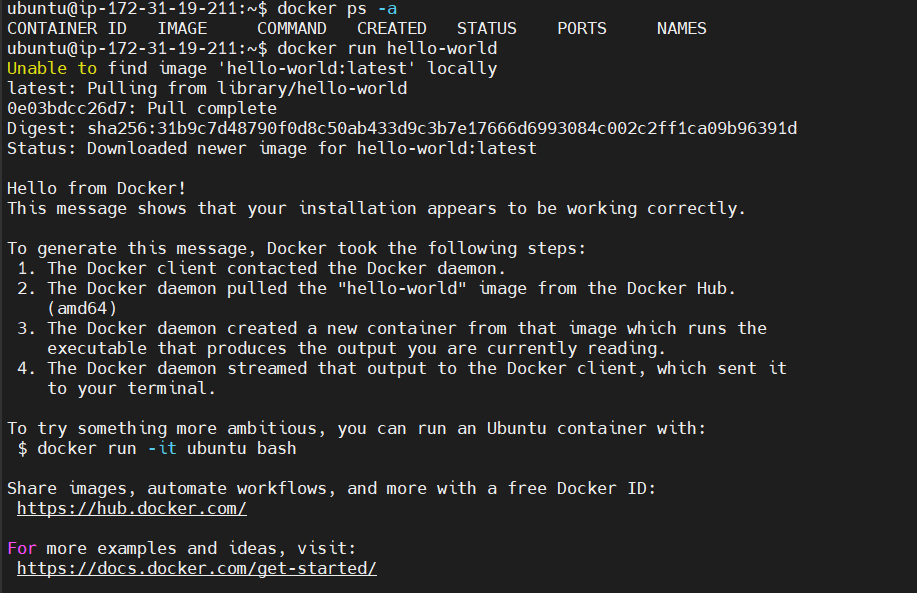 ubuntu@ip-172-31-19-211:~$ docker ps -a
CONTAINER ID   IMAGE     COMMAND   CREATED   STATUS    PORTS     NAMES
ubuntu@ip-172-31-19-211:~$ docker run hello-world
Unable to find image 'hello-world:latest' locally
latest: Pulling from library/hello-world
0e03bdcc26d7: Pull complete
Digest: sha256:31b9c7d48790f0d8c50ab433d9c3b7e17666d6993084c002c2ff1ca09b96391d
Status: Downloaded newer image for hello-world:latest

Hello from Docker!
This message shows that your installation appears to be working correctly.

To generate this message, Docker took the following steps:
 1. The Docker client contacted the Docker daemon.
 2. The Docker daemon pulled the "hello-world" image from the Docker Hub.
    (amd64)
 3. The Docker daemon created a new container from that image which runs the
    executable that produces the output you are currently reading.
 4. The Docker daemon streamed that output to the Docker client, which sent it
    to your terminal.

To try something more ambitious, you can run an Ubuntu container with:
 $ docker run -it ubuntu bash

Share images, automate workflows, and more with a free Docker ID:
 https://hub.docker.com/

For more examples and ideas, visit:
 https://docs.docker.com/get-started/